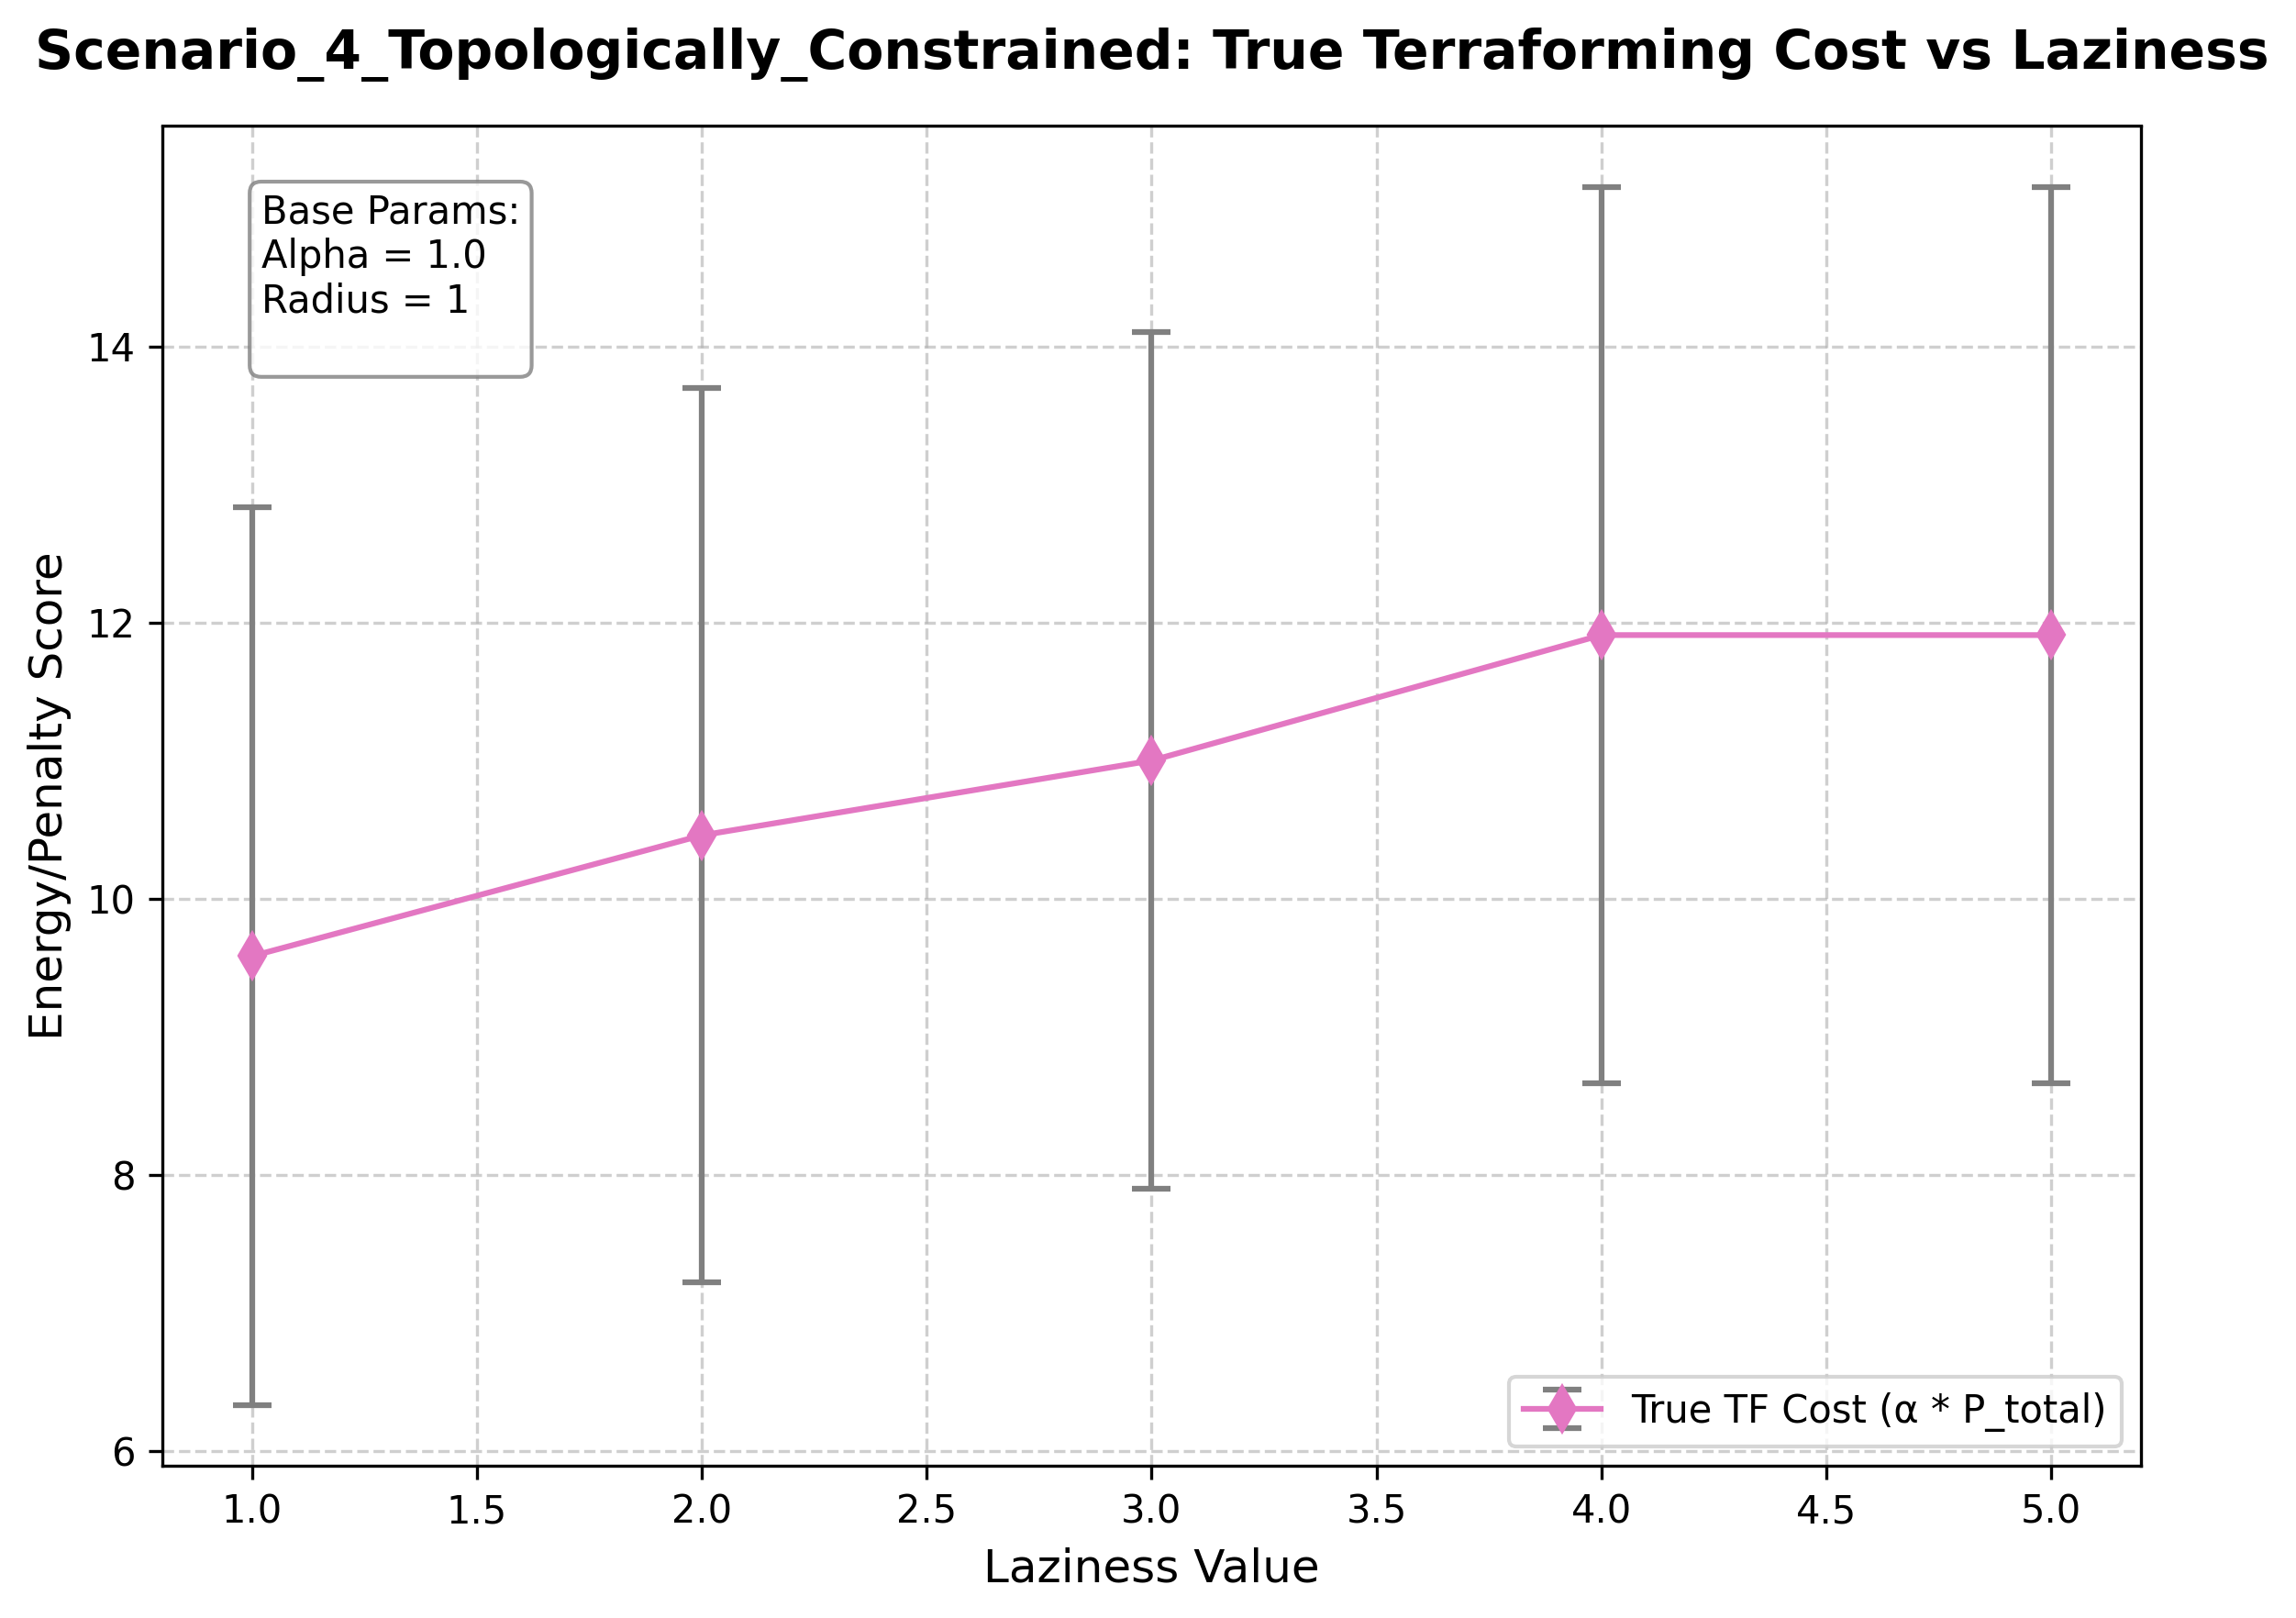 Scenario_4_Topologically_Constrained: True Terraforming Cost vs Laziness
Base Params:
Alpha = 1.0
Radius = 1
Energy/Penalty Score
14
12
10
8
6
True TF Cost (α * P_total)
1.0 1.5 2.0 2.5 3.0 3.5 4.0 4.5 5.0
Laziness Value